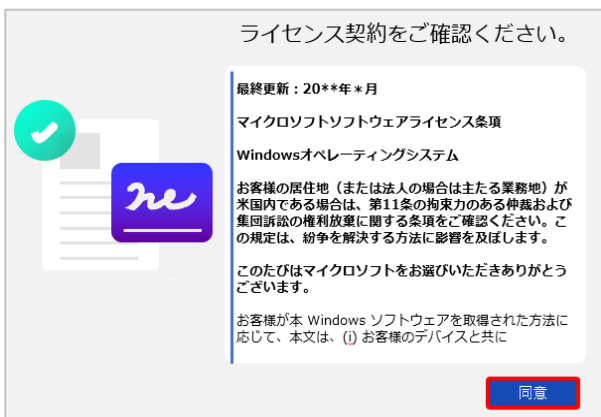 ライセンス契約をご確認ください。
最終更新：20**年*月
マイクロソフトソフトウェアライセンス条項
Windowsオペレーティングシステム
お客様の居住地（または法人の場合は主たる業務地）が
米国内である場合は、第11条の拘束力のある仲裁および
集団訴訟の権利放棄に関する条項をご確認ください。こ
の規定は、紛争を解決する方法に影響を及ぼします。
このたびはマイクロソフトをお選びいただきありがとう
ございます。
お客様が本 Windows ソフトウェアを取得された方法に
応じて、本文は、(i) お客様のデバイスと共に
同意